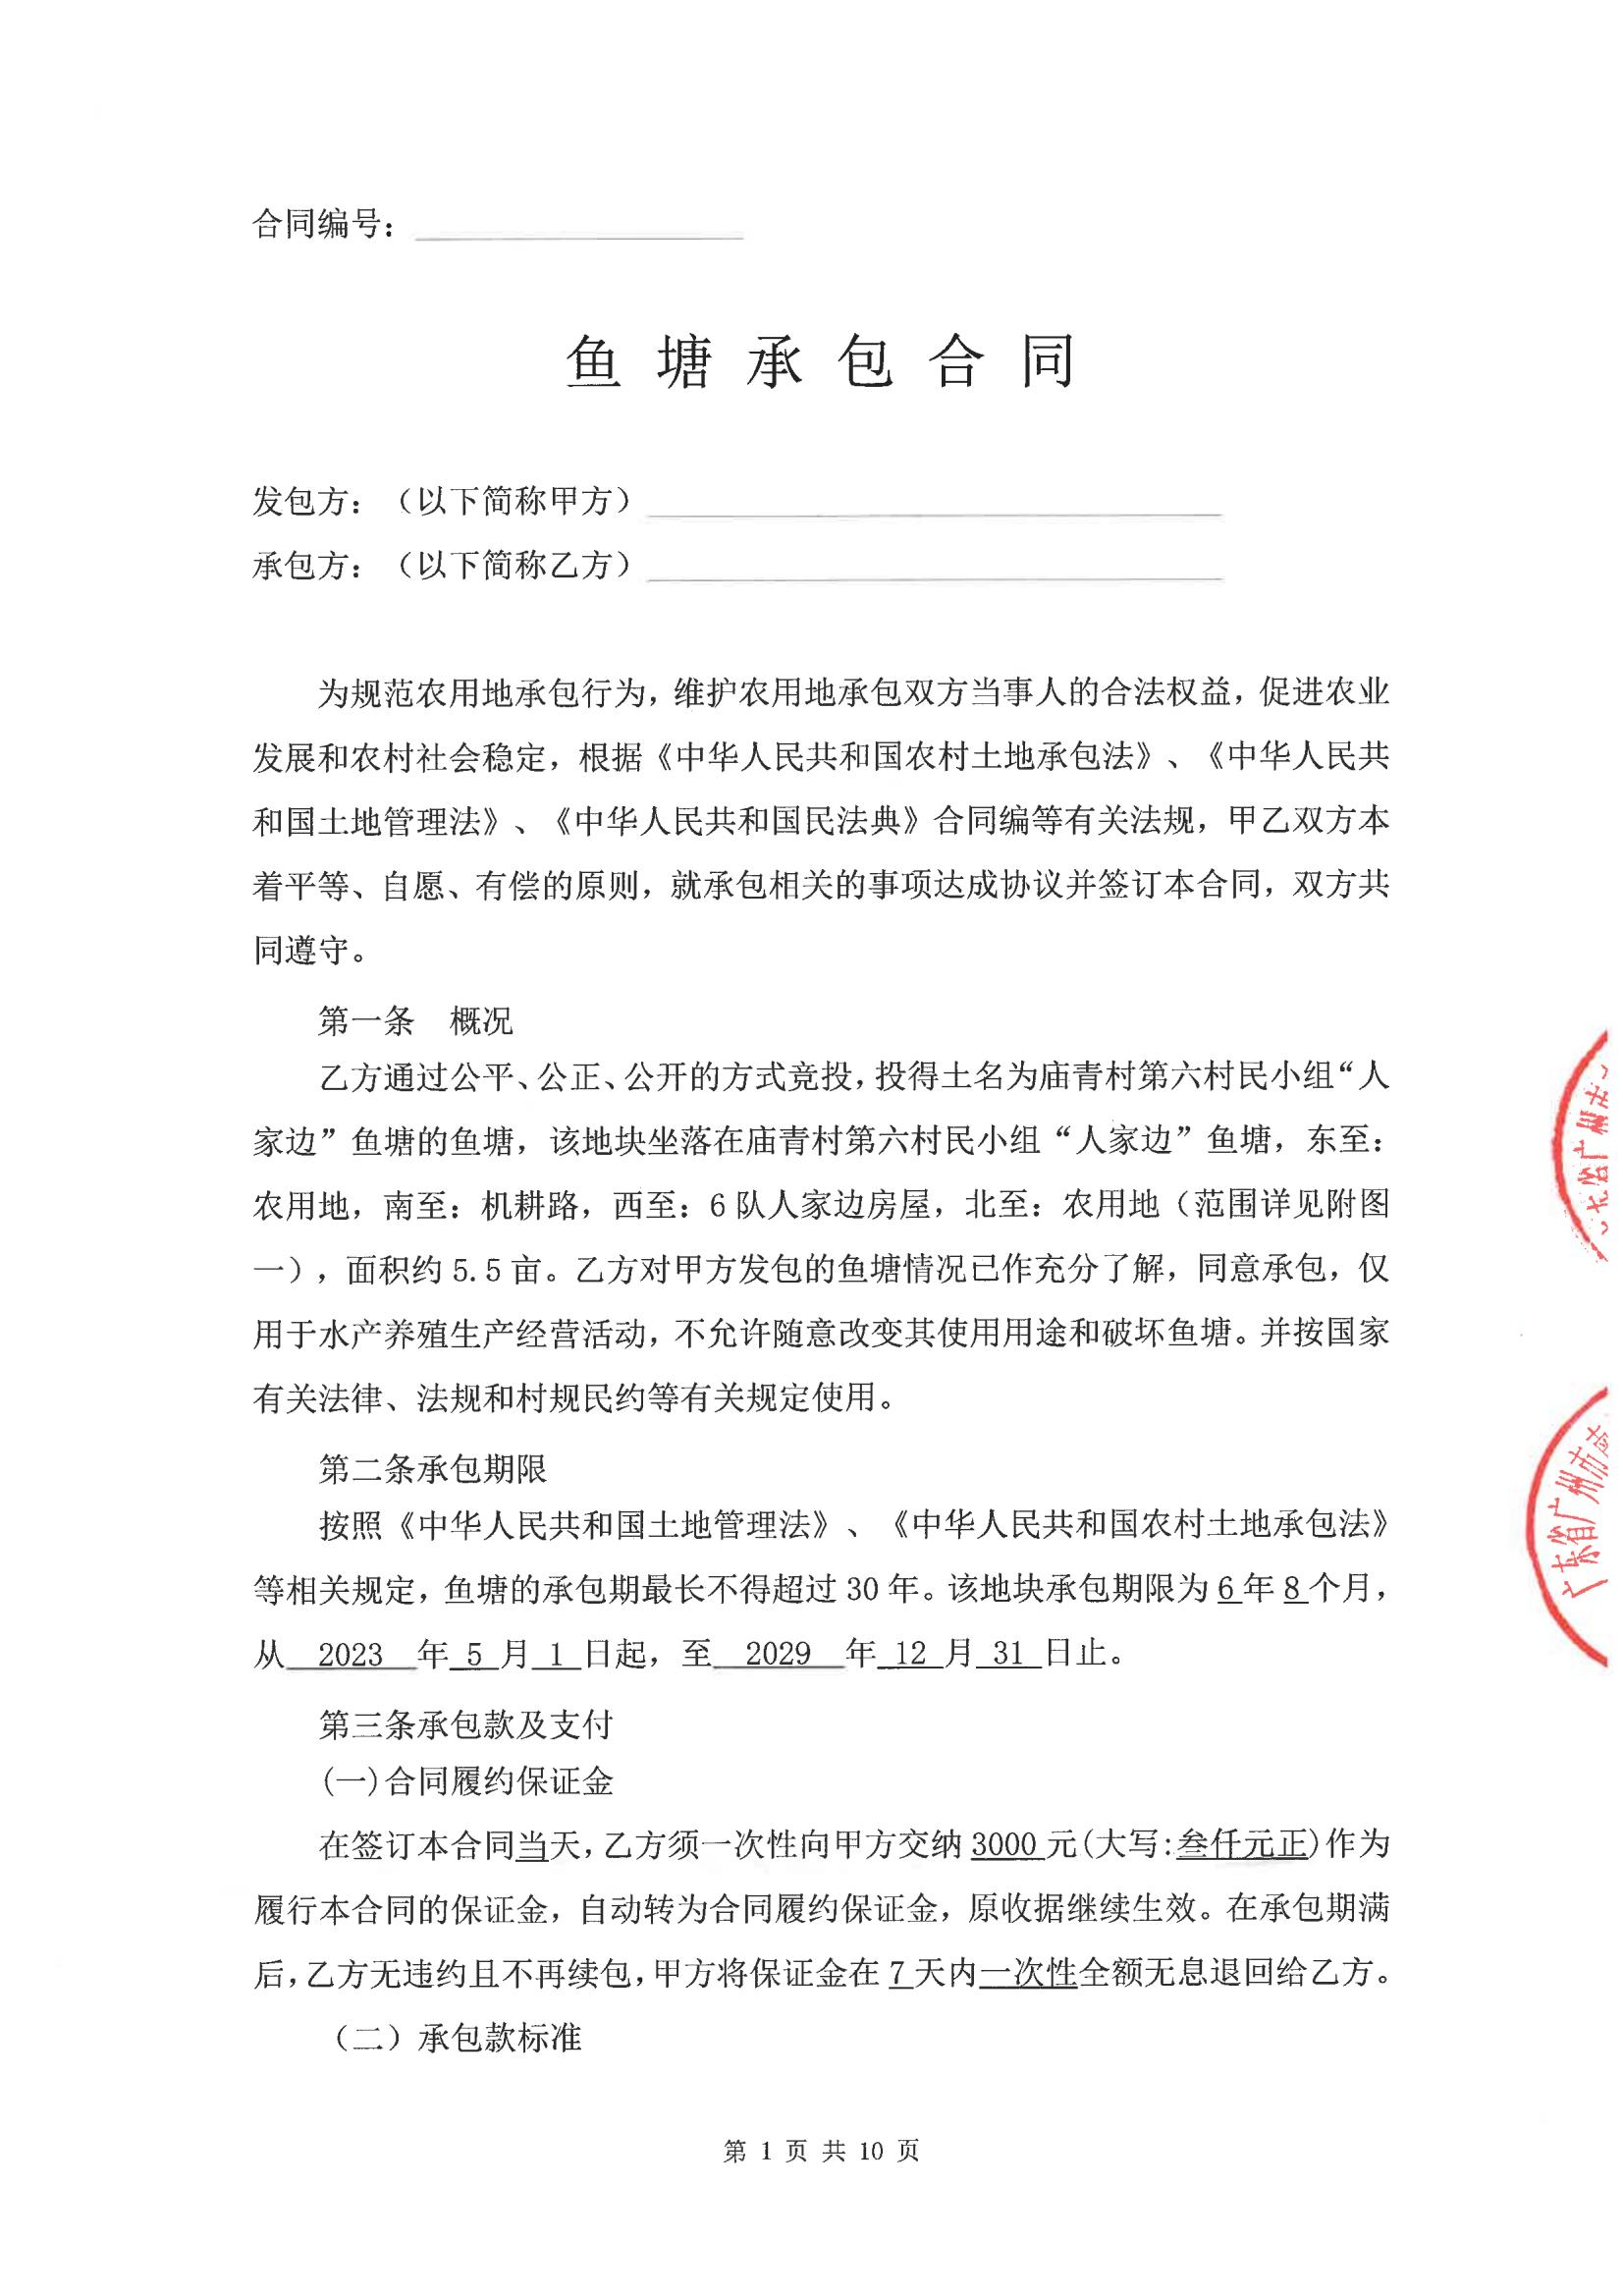 合同编号：
鱼塘承包合同
发包方：（以下简称甲方）
承包方：（以下简称乙方）
为规范农用地承包行为，维护农用地承包双方当事人的合法权益，促进农业
发展和农村社会稳定，根据《中华人民共和国农村土地承包法》、《中华人民共
和国土地管理法》、《中华人民共和国民法典》合同编等有关法规，甲乙双方本
着平等、自愿、有偿的原则，就承包相关的事项达成协议并签订本合同，双方共
同遵守。
第一条 概况
乙方通过公平、公正、公开的方式竞投，投得土名为庙青村第六村民小组“人
家边”鱼塘的鱼塘，该地块坐落在庙青村第六村民小组“人家边”鱼塘，东至：
农用地，南至：机耕路，西至：6队人家边房屋，北至：农用地（范围详见附图
一），面积约 5.5 亩。乙方对甲方发包的鱼塘情况已作充分了解，同意承包，仅
用于水产养殖生产经营活动，不允许随意改变其使用用途和破坏鱼塘。并按国家
有关法律、法规和村规民约等有关规定使用。
第二条承包期限
按照《中华人民共和国土地管理法》、《中华人民共和国农村土地承包法》
等相关规定，鱼塘的承包期最长不得超过 30 年。该地块承包期限为 6 年 8 个月，
从 2023 年 5 月 1 日起，至 2029 年 12 月 31 日止。
第三条承包款及支付
(一)合同履约保证金
在签订本合同当天，乙方须一次性向甲方交纳 3000 元(大写:叁仟元正)作为
履行本合同的保证金，自动转为合同履约保证金，原收据继续生效。在承包期满
后，乙方无违约且不再续包，甲方将保证金在 7 天内一次性全额无息退回给乙方。
（二）承包款标准
第 1 页 共 10 页
广东省广州市